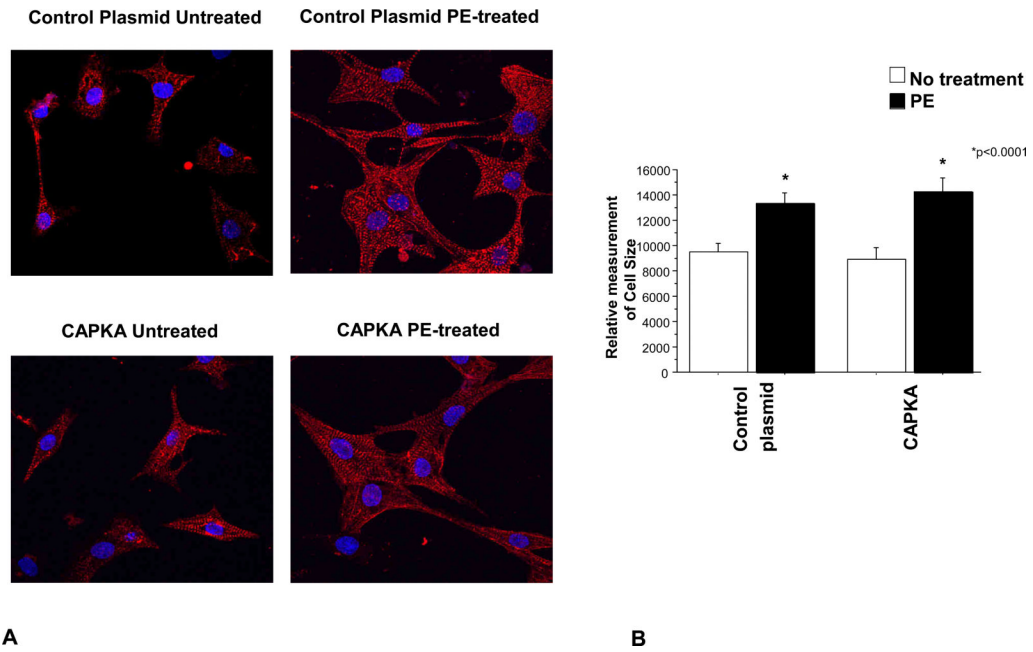 Control Plasmid Untreated
Control Plasmid PE-treated
CAPKA Untreated
CAPKA PE-treated
A
No treatment
PE
*p<0.0001
*
*
Relative measurement
of Cell Size
16000
14000
12000
10000
8000
6000
4000
2000
0
Control
plasmid
CAPKA
B